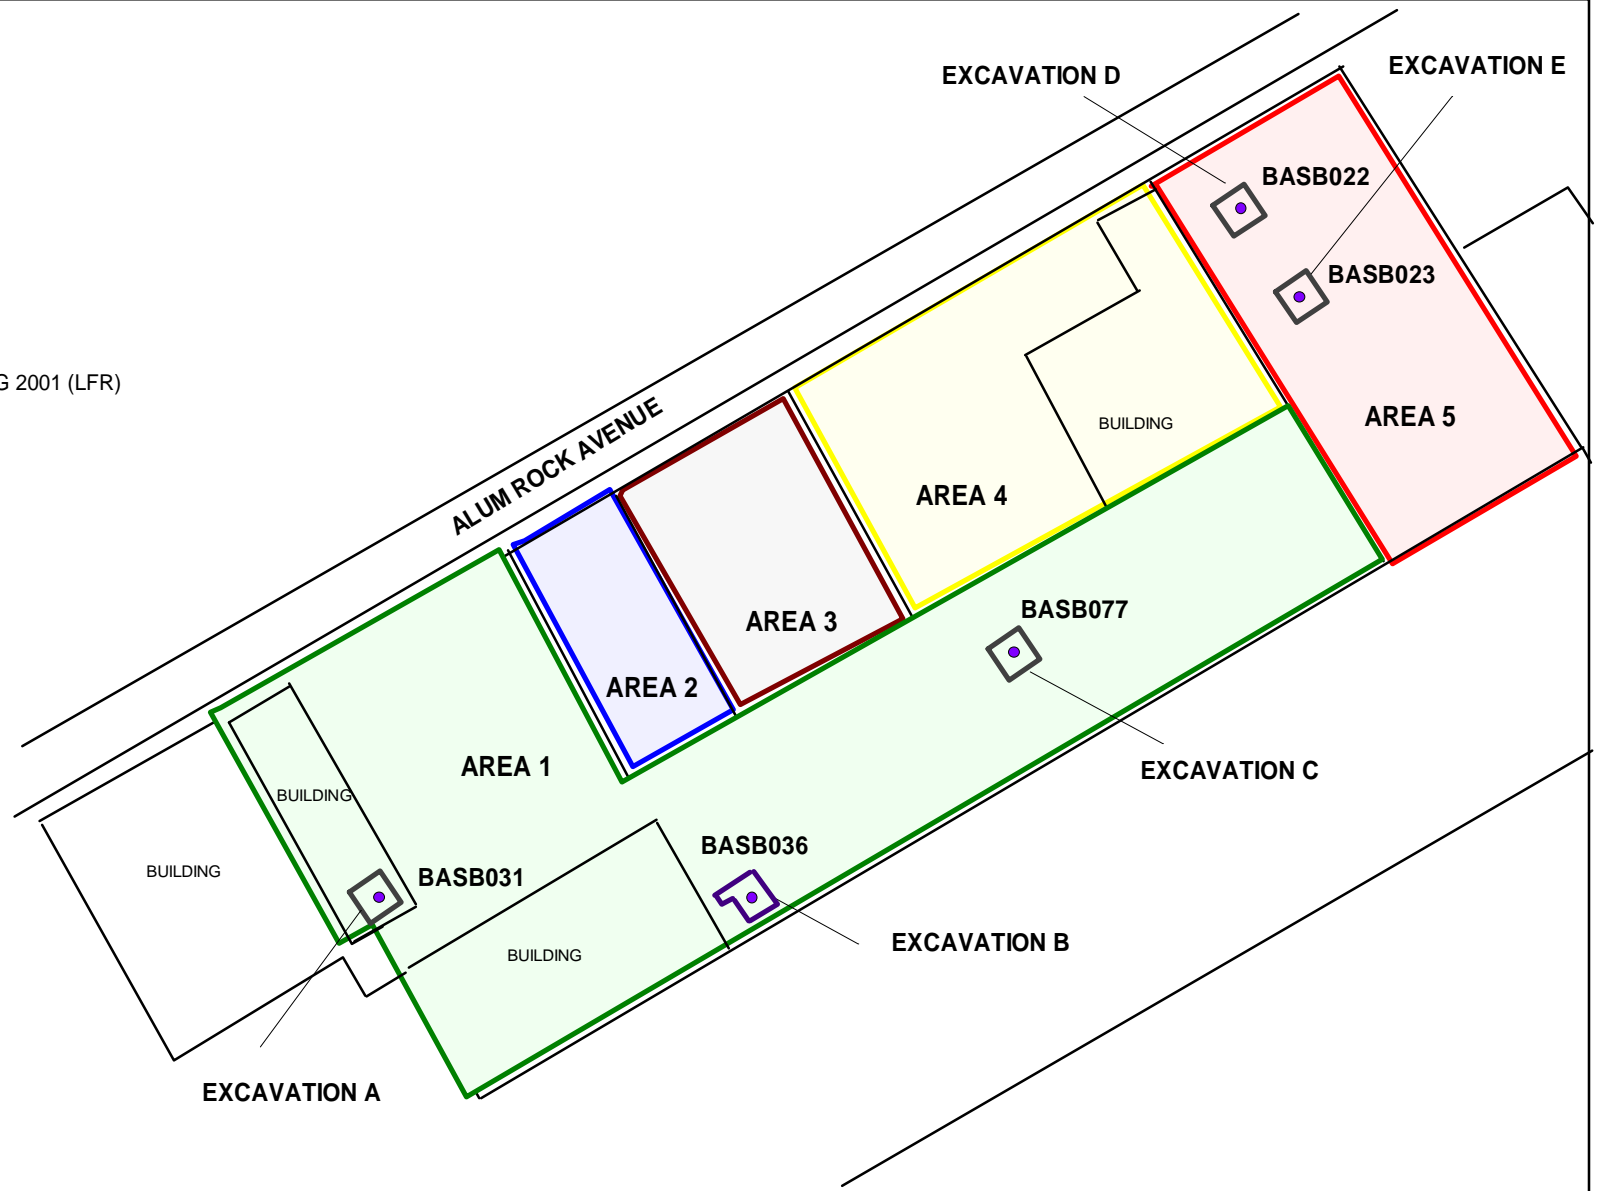 EXCAVATION D
EXCAVATION E
BASB022
BASB023
G 2001 (LFR)
ALUM ROCK AVENUE
AREA 5
BUILDING
AREA 4
AREA 3
BASB077
AREA 2
AREA 1
EXCAVATION C
BUILDING
BASB036
BUILDING
BASB031
EXCAVATION B
BUILDING
EXCAVATION A